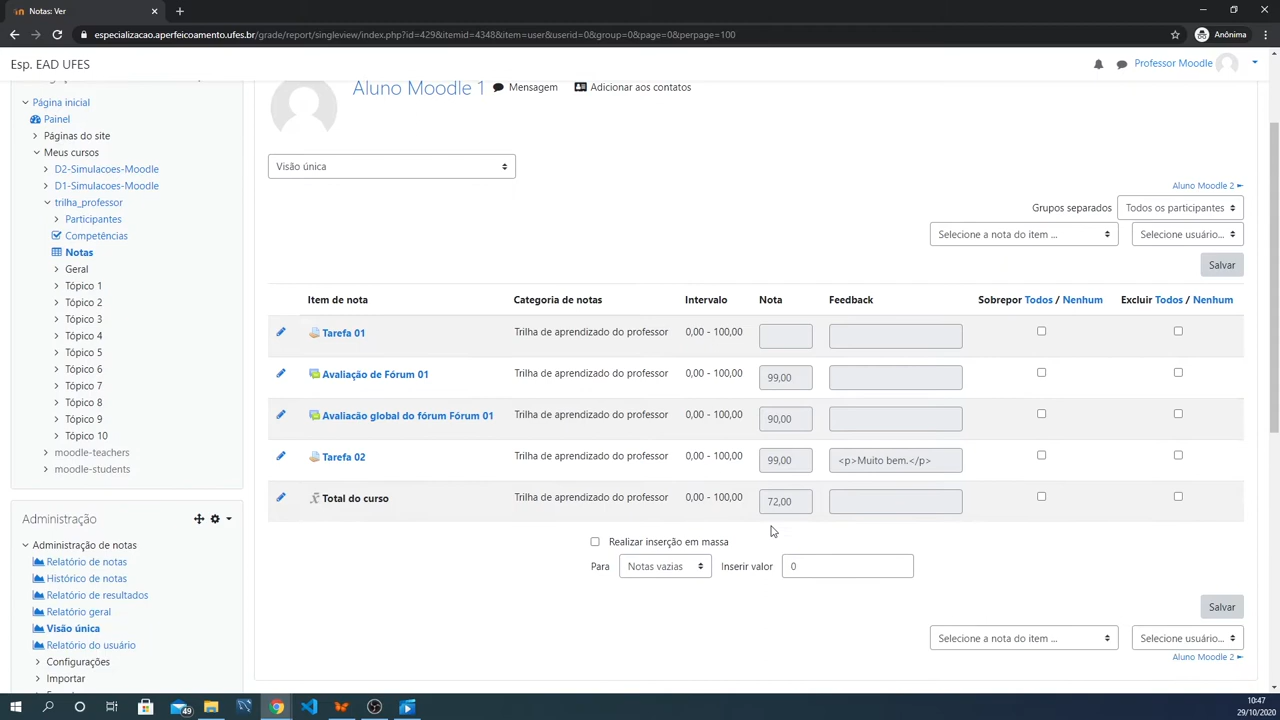 Notas: Ver
especializacao.aperfeicoamento.ufes.br/grade/report/singleview/index.php?id=429&itemid=4348&item=user&userid=0&group=0&page=0&perpage=100
Anônima
Esp. EAD UFES
Professor Moodle
Página inicial
Painel
Páginas do site
Meus cursos
D2-Simulacoes-Moodle
D1-Simulacoes-Moodle
trilha_professor
Participantes
Competências
Notas
Geral
Tópico 1
Tópico 2
Tópico 3
Tópico 4
Tópico 5
Tópico 6
Tópico 7
Tópico 8
Tópico 9
Tópico 10
moodle-teachers
moodle-students
Administração
Administração de notas
Relatório de notas
Histórico de notas
Relatório de resultados
Relatório geral
Visão única
Relatório do usuário
Configurações
Importar
Aluno Moodle 1 Mensagem Adicionar aos contatos
Visão única
Aluno Moodle 2
Grupos separados Todos os participantes
Selecione a nota do item ... Selecione usuário...
Salvar
Item de nota Categoria de notas Intervalo Nota Feedback Sobrepor Todos / Nenhum Excluir Todos / Nenhum
Tarefa 01 Trilha de aprendizado do professor 0,00 - 100,00
Avaliação de Fórum 01 Trilha de aprendizado do professor 0,00 - 100,00 99,00
Avaliacão global do fórum Fórum 01 Trilha de aprendizado do professor 0,00 - 100,00 90,00
Tarefa 02 Trilha de aprendizado do professor 0,00 - 100,00 99,00 <p>Muito bem.</p>
Total do curso Trilha de aprendizado do professor 0,00 - 100,00 72,00
Realizar inserção em massa
Para Notas vazias Inserir valor 0
Salvar
Selecione a nota do item ... Selecione usuário...
Aluno Moodle 2
49
10:47
29/10/2020